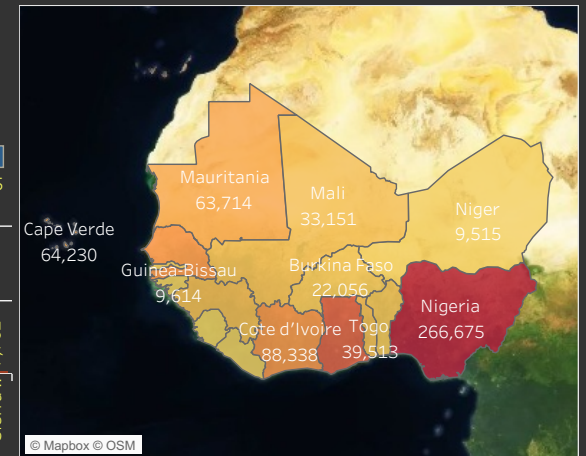 Mauritania
63,714
Mali
33,151
Niger
9,515
Cape Verde
64,230
Guinea-Bissau
9,614
Burkina Faso
22,056
Nigeria
266,675
Cote d'Ivoire
88,338
Togo
39,513
© Mapbox © OSM